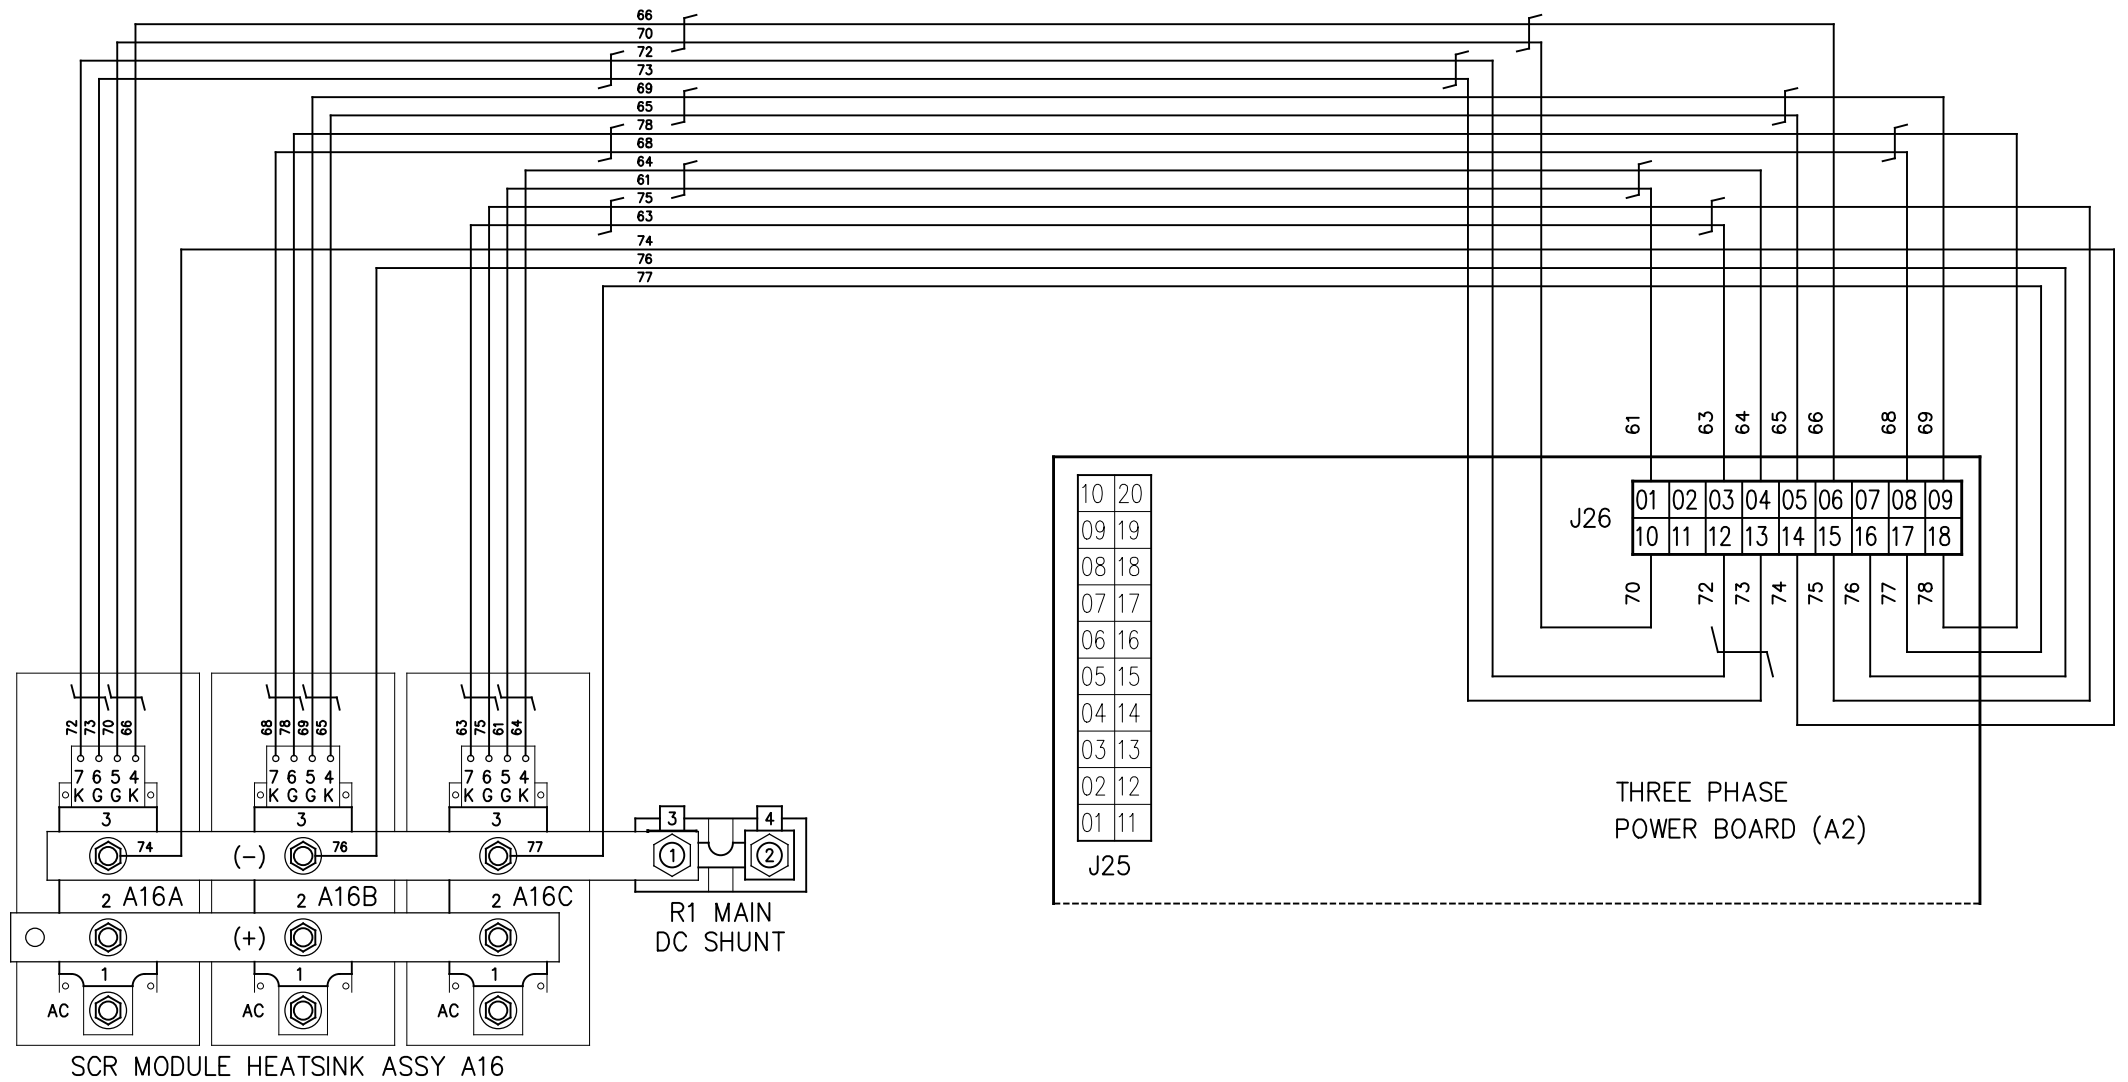 66
70
72
73
69
65
78
68
64
61
75
63
74
76
77
61 63 64 65 66 68 69
J26
01 02 03 04 05 06 07 08 09
10 11 12 13 14 15 16 17 18
70 72 73 74 75 76 77 78
10 20
09 19
08 18
07 17
06 16
05 15
04 14
03 13
02 12
01 11
J25
THREE PHASE
POWER BOARD (A2)
72 73 70 66
68 78 69 65
63 75 61 64
7 6 5 4
K G G K
7 6 5 4
K G G K
7 6 5 4
K G G K
3 3 3
74 (-) 76 77
2 A16A 2 A16B 2 A16C
(+)
1 1 1
AC AC AC
3 4
1 2
R1 MAIN
DC SHUNT
SCR MODULE HEATSINK ASSY A16